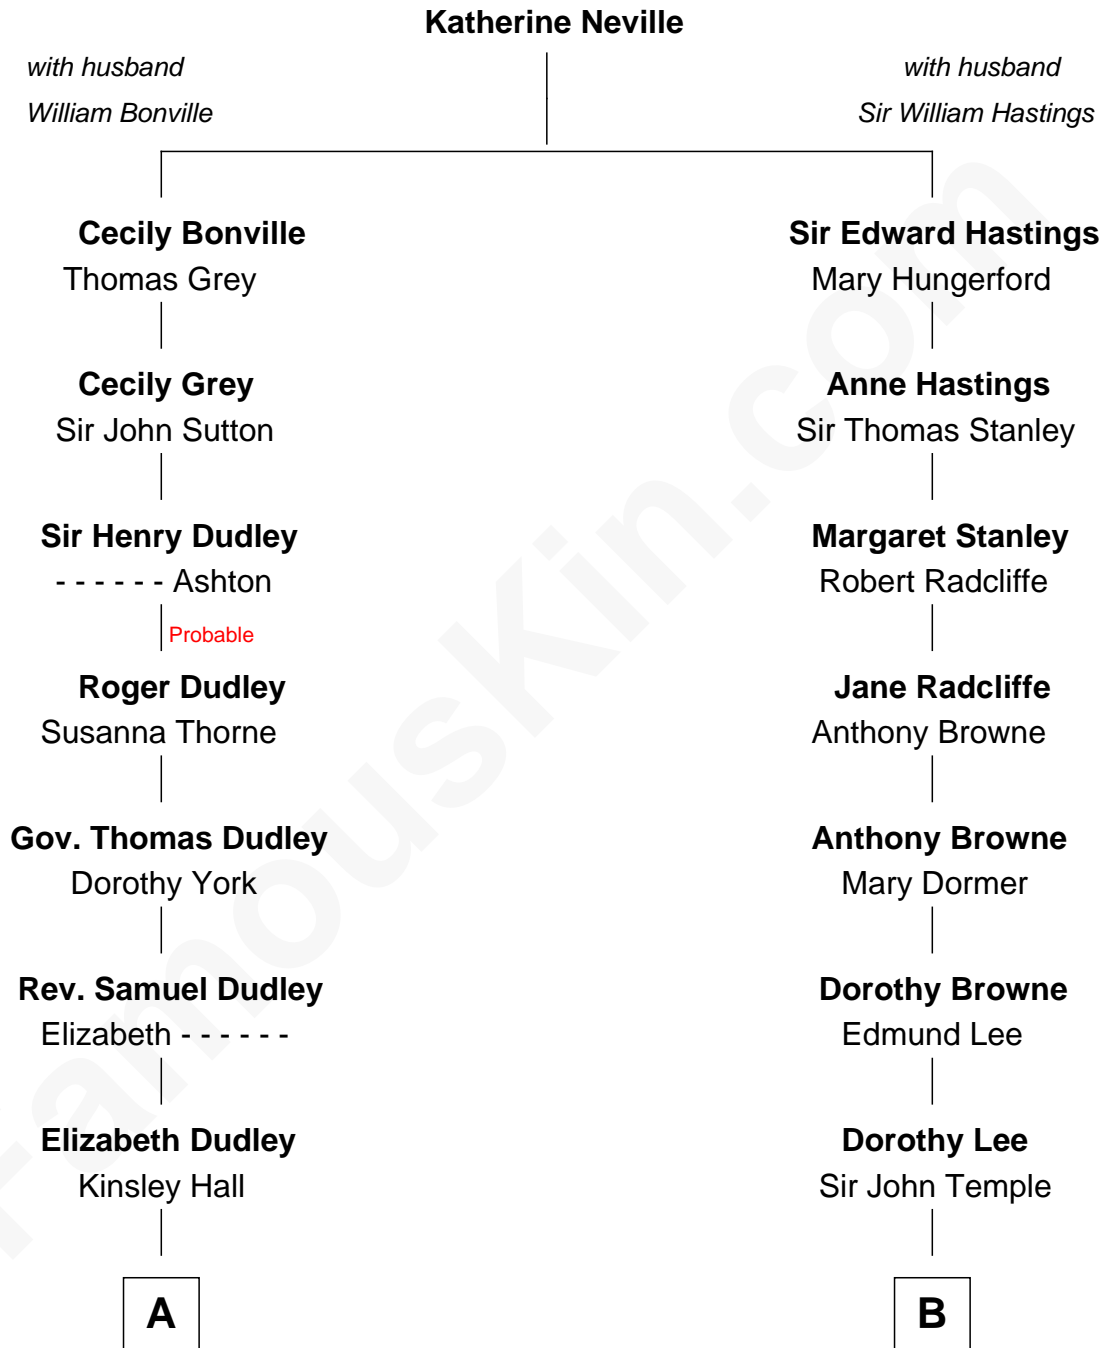 Katherine Neville
with husband
William Bonville
with husband
Sir William Hastings
Cecily Bonville
Thomas Grey
Sir Edward Hastings
Mary Hungerford
Cecily Grey
Sir John Sutton
Anne Hastings
Sir Thomas Stanley
Sir Henry Dudley
- - - - - - Ashton
Probable
Margaret Stanley
Robert Radcliffe
Roger Dudley
Susanna Thorne
Jane Radcliffe
Anthony Browne
Gov. Thomas Dudley
Dorothy York
Anthony Browne
Mary Dormer
Rev. Samuel Dudley
Elizabeth - - - - - -
Dorothy Browne
Edmund Lee
Elizabeth Dudley
Kinsley Hall
Dorothy Lee
Sir John Temple
A
B
FamousKin.com